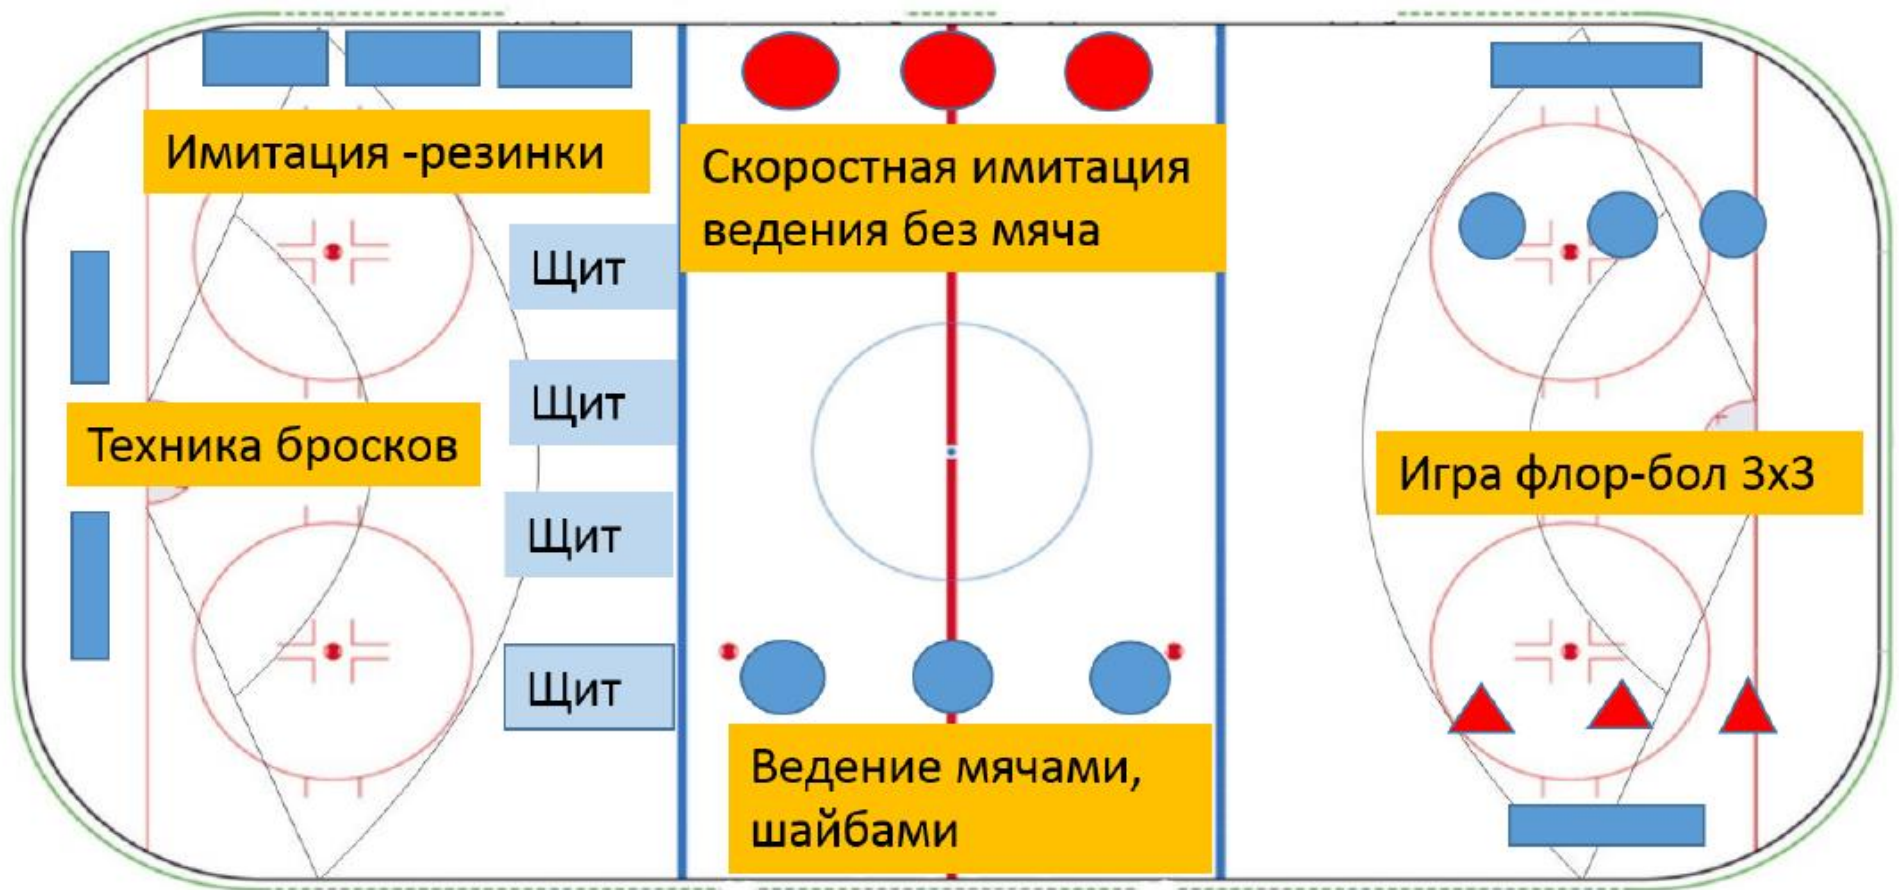 Имитация -резинки
Скоростная имитация
ведения без мяча
Щит
Щит
Техника бросков
Игра флор-бол 3х3
Щит
Щит
Ведение мячами,
шайбами